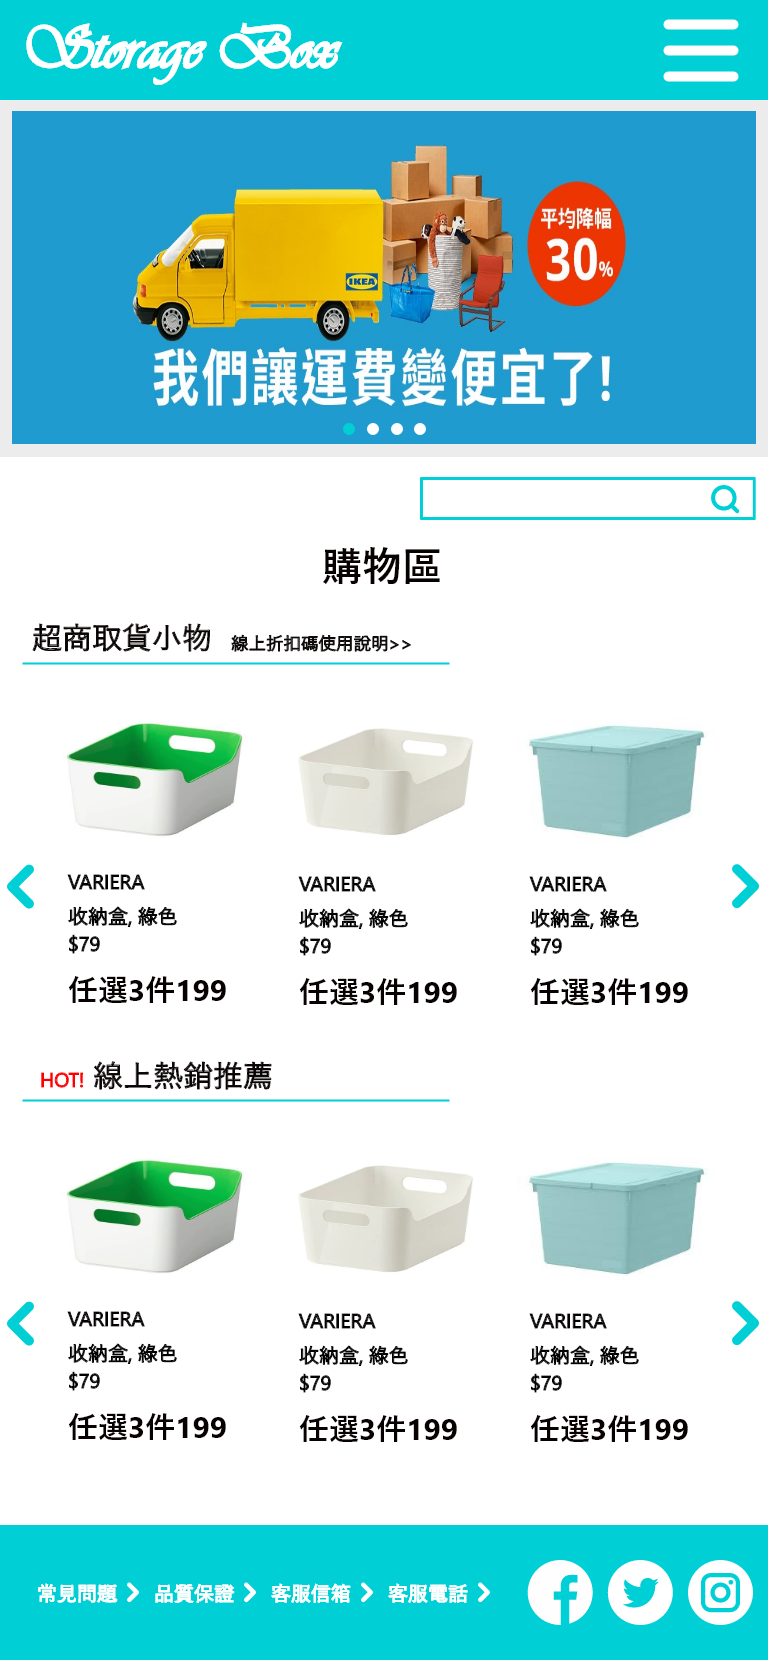 Storage Box
平均降幅
30%
IKEA
我們讓運費變便宜了!
購物區
超商取貨小物 線上折扣碼使用說明>>
VARIERA
收納盒, 綠色
$79
任選3件199
VARIERA
收納盒, 綠色
$79
任選3件199
VARIERA
收納盒, 綠色
$79
任選3件199
HOT! 線上熱銷推薦
VARIERA
收納盒, 綠色
$79
任選3件199
VARIERA
收納盒, 綠色
$79
任選3件199
VARIERA
收納盒, 綠色
$79
任選3件199
常見問題 品質保證 客服信箱 客服電話